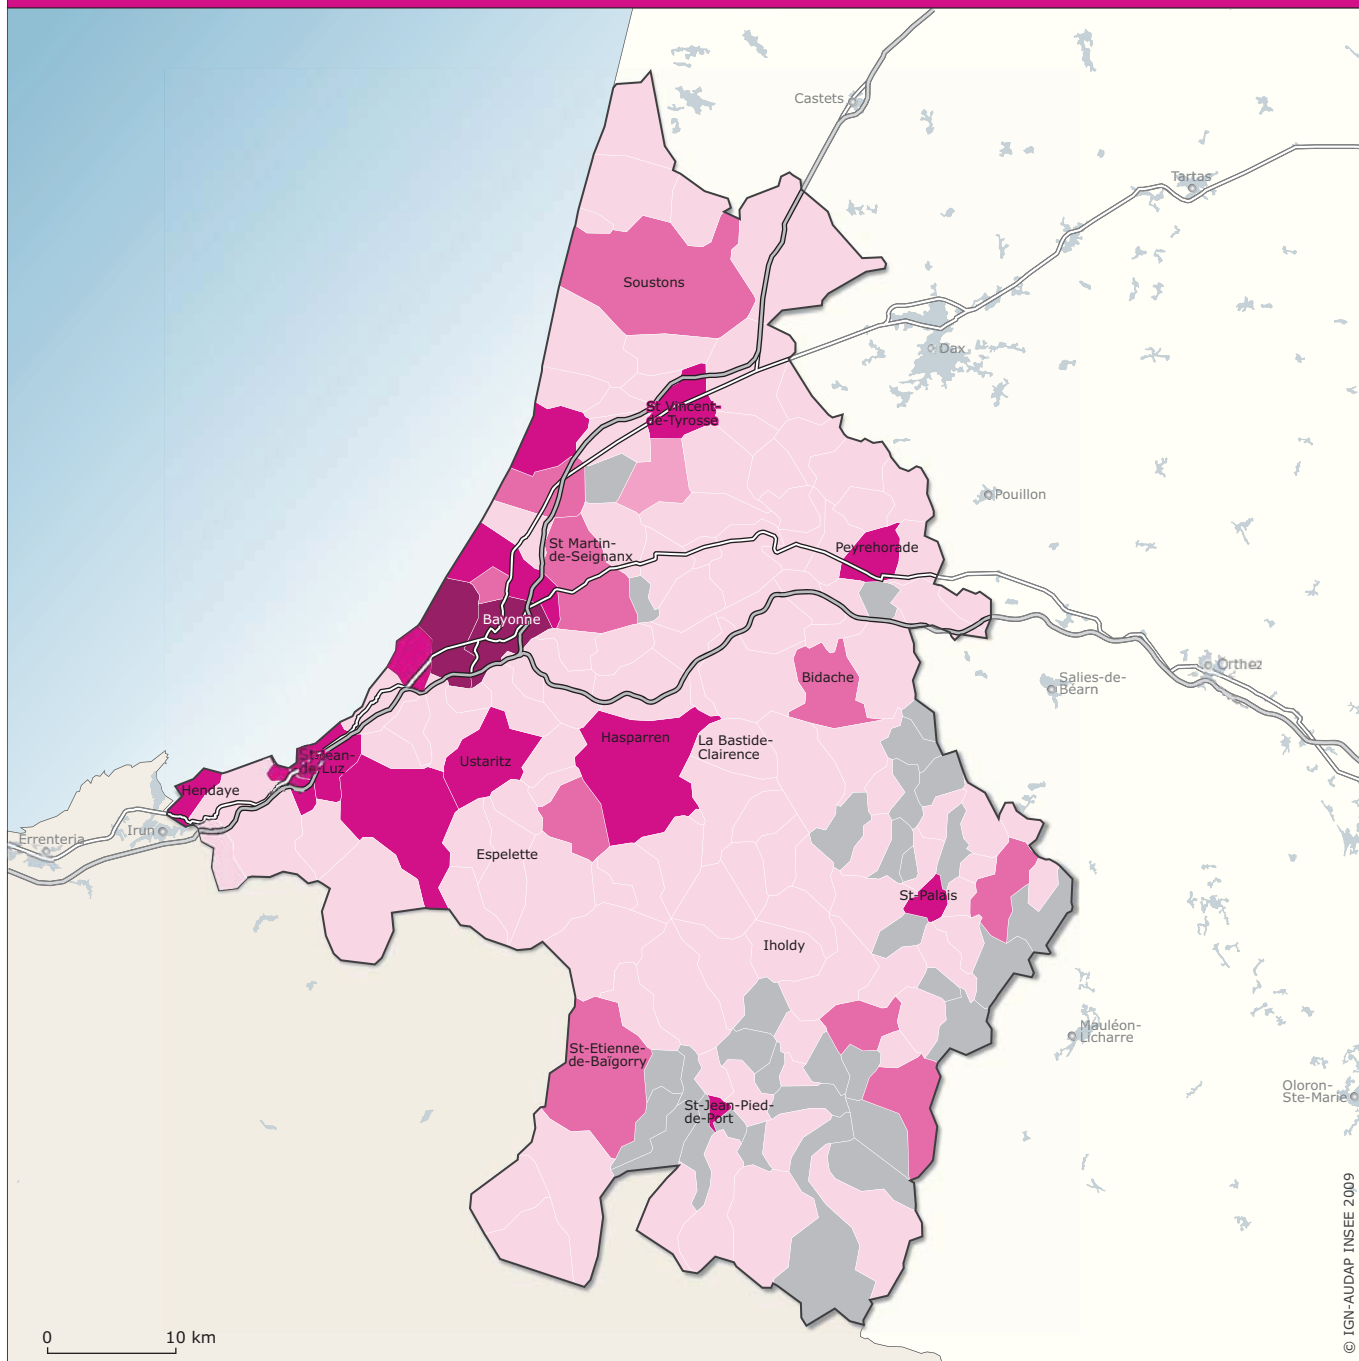 Castets
Tartas
Soustons
Dax
St Vincent-
de-Tyrosse
Pouillon
St Martin-
de-Seignanx
Peyrehorade
Bayonne
Orthez
Bidache
Salies-de-
Béarn
Hasparren
La Bastide-
Clairence
St-Jean-
de-Luz
Ustaritz
Hendaye
Irun
Errenteria
Espelette
St-Palais
Iholdy
Mauléon-
Licharre
St-Etienne-
de-Baïgorry
Oloron-
Ste-Marie
St-Jean-Pied-
de-Port
0 10 km
© IGN-AUDAP INSEE 2009